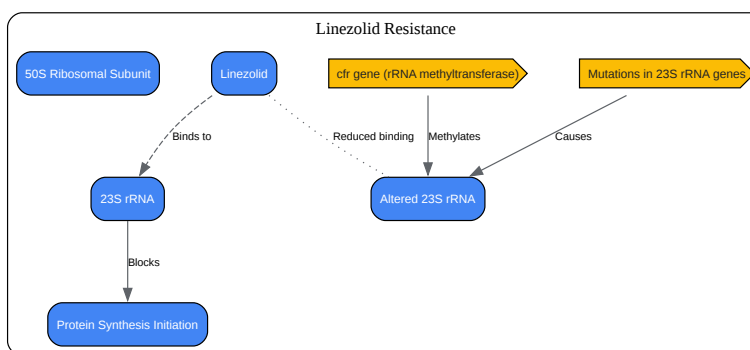 Linezolid Resistance
50S Ribosomal Subunit
Linezolid
cfr gene (rRNA methyltransferase)
Mutations in 23S rRNA genes
Binds to
Reduced binding
Methylates
Causes
23S rRNA
Altered 23S rRNA
Blocks
Protein Synthesis Initiation